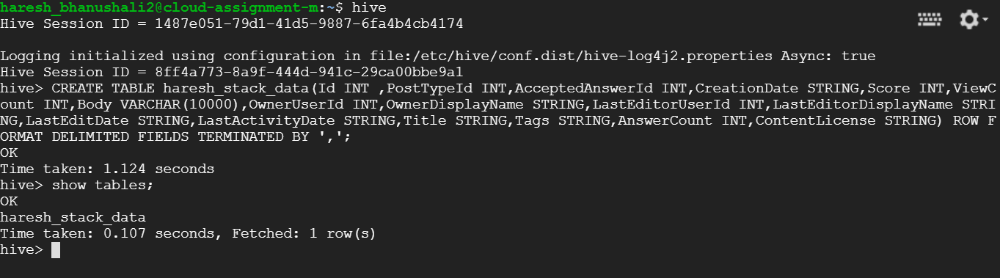 haresh_bhanushali2@cloud-assignment-m:~$ hive
Hive Session ID = 1487e051-79d1-41d5-9887-6fa4b4cb4174
Logging initialized using configuration in file:/etc/hive/conf.dist/hive-log4j2.properties Async: true
Hive Session ID = 8ff4a773-8a9f-444d-941c-29ca00bbe9a1
hive> CREATE TABLE haresh_stack_data(Id INT ,PostTypeId INT,AcceptedAnswerId INT,CreationDate STRING,Score INT,ViewC
ount INT,Body VARCHAR(10000),OwnerUserId INT,OwnerDisplayName STRING,LastEditorUserId INT,LastEditorDisplayName STRI
NG,LastEditDate STRING,LastActivityDate STRING,Title STRING,Tags STRING,AnswerCount INT,ContentLicense STRING) ROW F
ORMAT DELIMITED FIELDS TERMINATED BY ',';
OK
Time taken: 1.124 seconds
hive> show tables;
OK
haresh_stack_data
Time taken: 0.107 seconds, Fetched: 1 row(s)
hive>